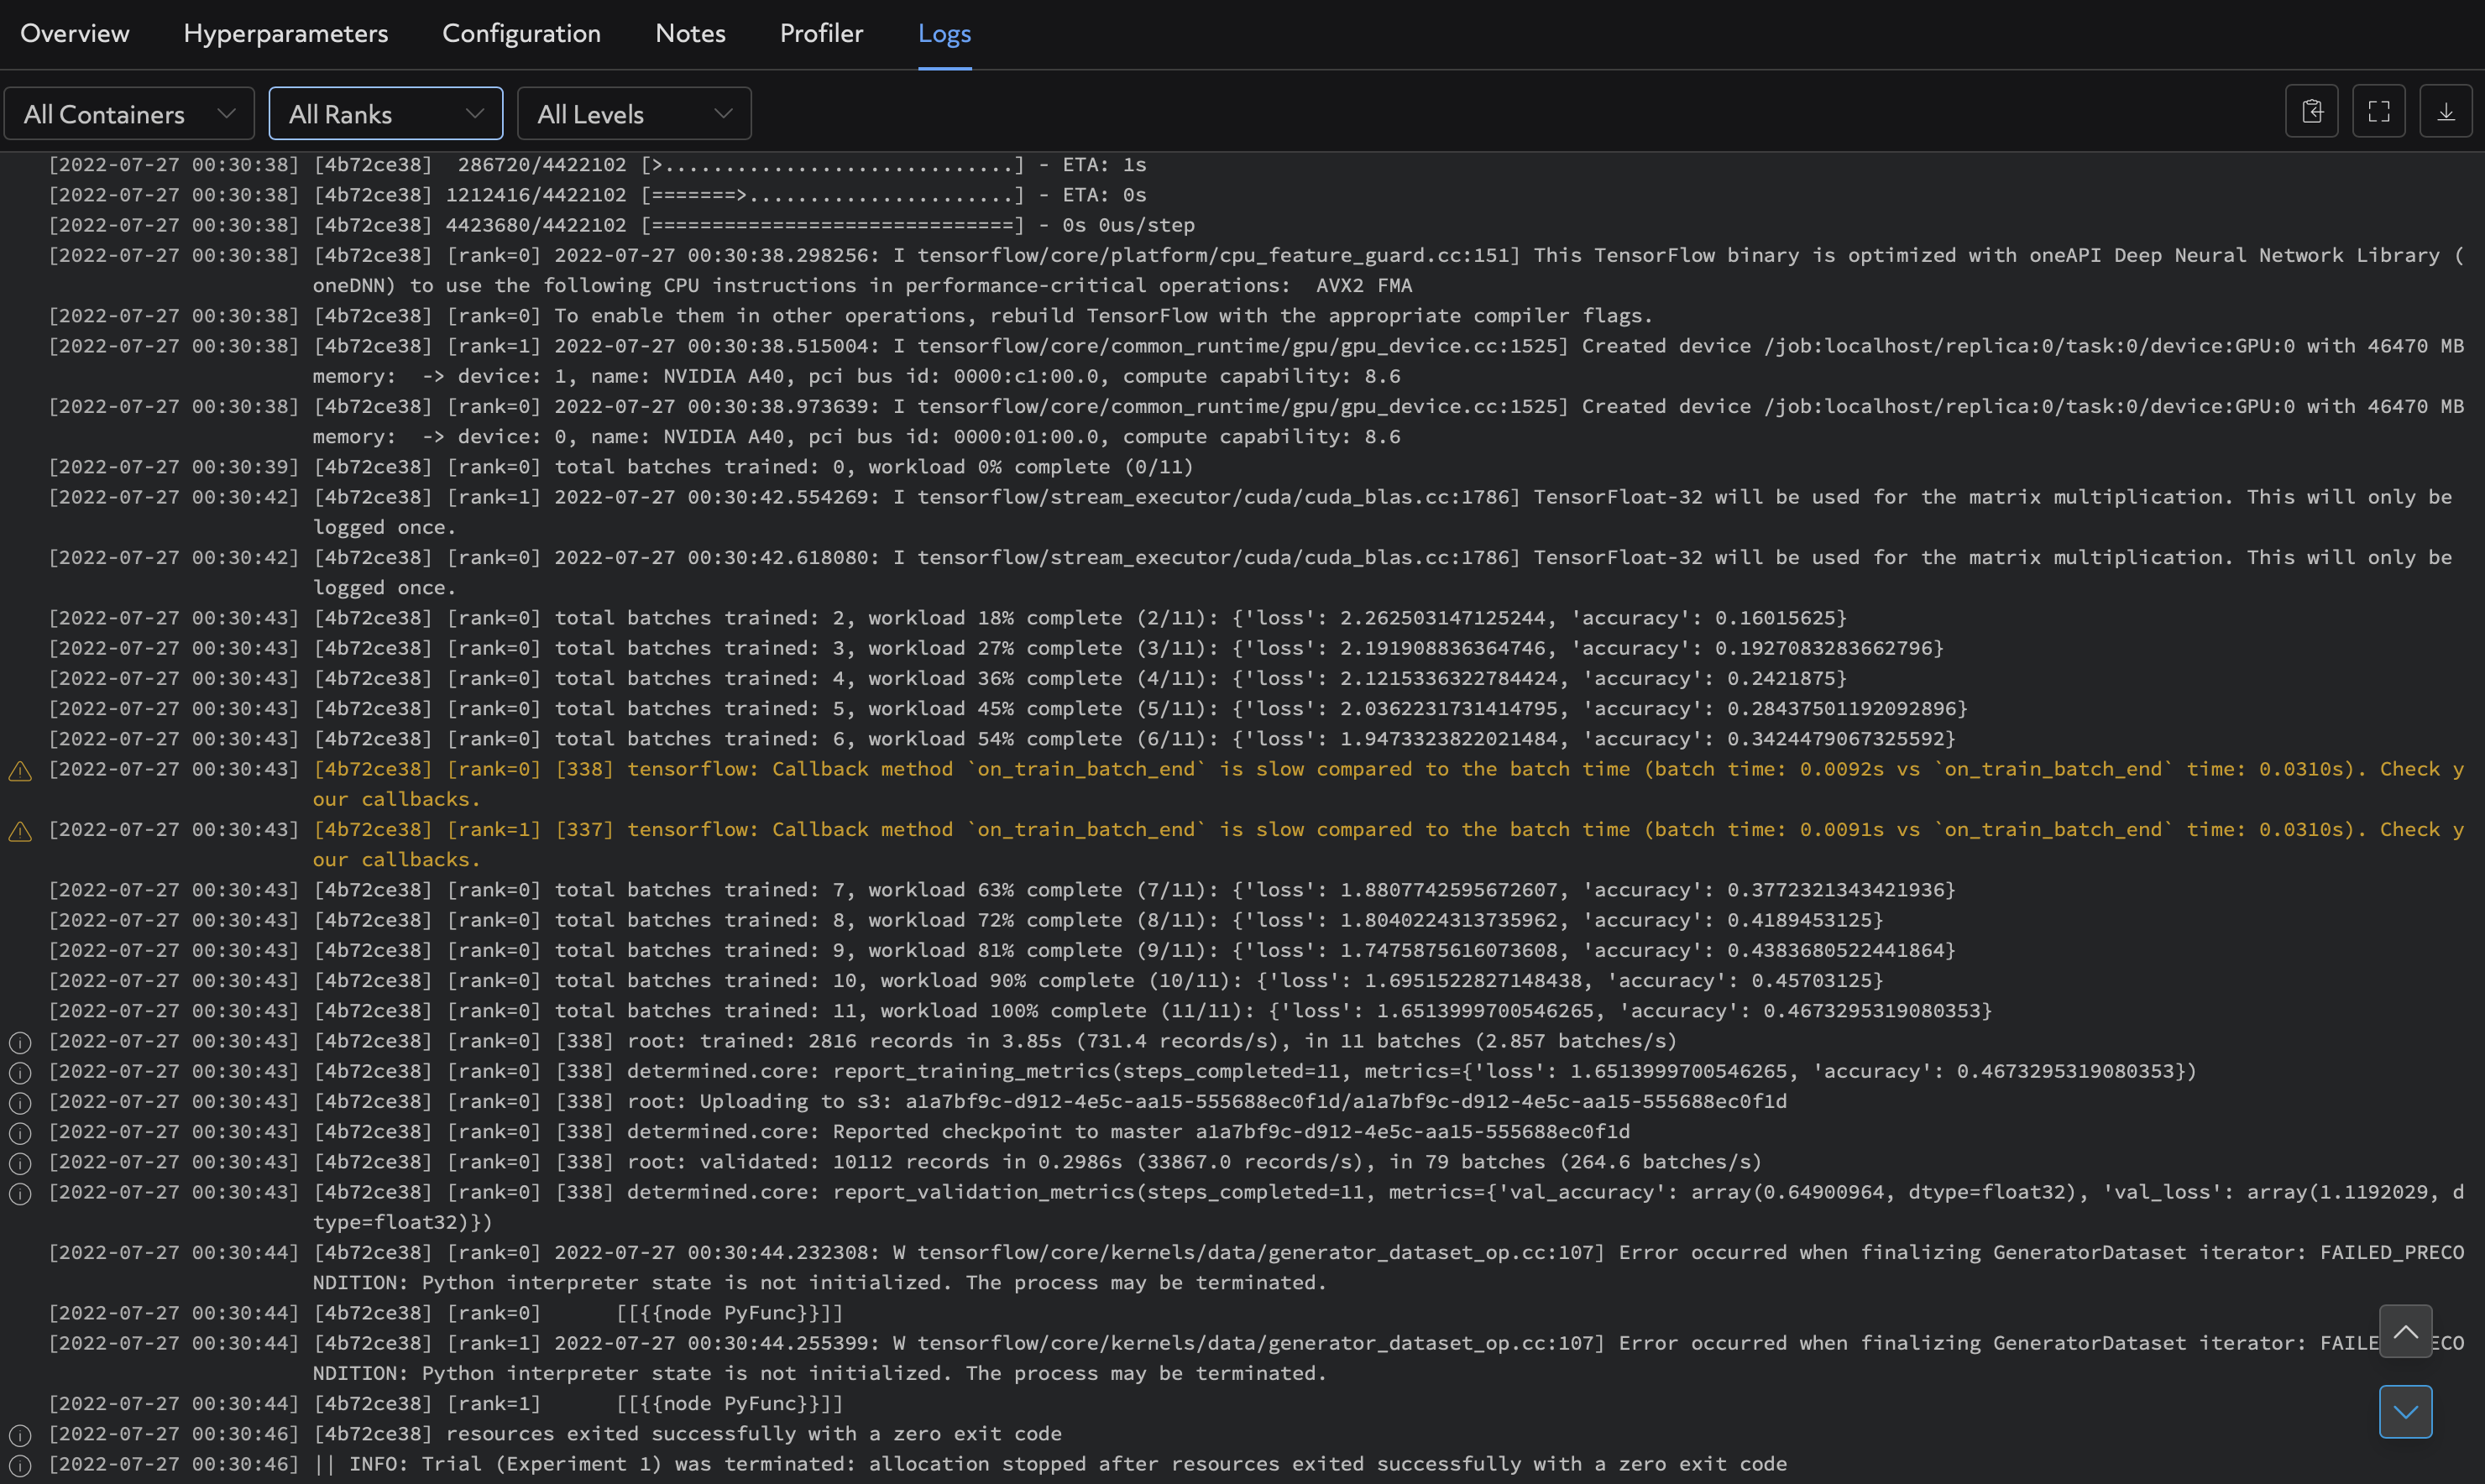 Overview Hyperparameters Configuration Notes Profiler Logs
All Containers All Ranks All Levels
[2022-07-27 00:30:38] [4b72ce38]  286720/4422102 [>.............................] - ETA: 1s
[2022-07-27 00:30:38] [4b72ce38] 1212416/4422102 [=======>......................] - ETA: 0s
[2022-07-27 00:30:38] [4b72ce38] 4423680/4422102 [==============================] - 0s 0us/step
[2022-07-27 00:30:38] [4b72ce38] [rank=0] 2022-07-27 00:30:38.298256: I tensorflow/core/platform/cpu_feature_guard.cc:151] This TensorFlow binary is optimized with oneAPI Deep Neural Network Library (
oneDNN) to use the following CPU instructions in performance-critical operations:  AVX2 FMA
[2022-07-27 00:30:38] [4b72ce38] [rank=0] To enable them in other operations, rebuild TensorFlow with the appropriate compiler flags.
[2022-07-27 00:30:38] [4b72ce38] [rank=1] 2022-07-27 00:30:38.515004: I tensorflow/core/common_runtime/gpu/gpu_device.cc:1525] Created device /job:localhost/replica:0/task:0/device:GPU:0 with 46470 MB
memory:  -> device: 1, name: NVIDIA A40, pci bus id: 0000:c1:00.0, compute capability: 8.6
[2022-07-27 00:30:38] [4b72ce38] [rank=0] 2022-07-27 00:30:38.973639: I tensorflow/core/common_runtime/gpu/gpu_device.cc:1525] Created device /job:localhost/replica:0/task:0/device:GPU:0 with 46470 MB
memory:  -> device: 0, name: NVIDIA A40, pci bus id: 0000:01:00.0, compute capability: 8.6
[2022-07-27 00:30:39] [4b72ce38] [rank=0] total batches trained: 0, workload 0% complete (0/11)
[2022-07-27 00:30:42] [4b72ce38] [rank=1] 2022-07-27 00:30:42.554269: I tensorflow/stream_executor/cuda/cuda_blas.cc:1786] TensorFloat-32 will be used for the matrix multiplication. This will only be
logged once.
[2022-07-27 00:30:42] [4b72ce38] [rank=0] 2022-07-27 00:30:42.618080: I tensorflow/stream_executor/cuda/cuda_blas.cc:1786] TensorFloat-32 will be used for the matrix multiplication. This will only be
logged once.
[2022-07-27 00:30:43] [4b72ce38] [rank=0] total batches trained: 2, workload 18% complete (2/11): {'loss': 2.262503147125244, 'accuracy': 0.16015625}
[2022-07-27 00:30:43] [4b72ce38] [rank=0] total batches trained: 3, workload 27% complete (3/11): {'loss': 2.191908836364746, 'accuracy': 0.1927083283662796}
[2022-07-27 00:30:43] [4b72ce38] [rank=0] total batches trained: 4, workload 36% complete (4/11): {'loss': 2.1215336322784424, 'accuracy': 0.2421875}
[2022-07-27 00:30:43] [4b72ce38] [rank=0] total batches trained: 5, workload 45% complete (5/11): {'loss': 2.0362231731414795, 'accuracy': 0.28437501192092896}
[2022-07-27 00:30:43] [4b72ce38] [rank=0] total batches trained: 6, workload 54% complete (6/11): {'loss': 1.9473323822021484, 'accuracy': 0.3424479067325592}
[2022-07-27 00:30:43] [4b72ce38] [rank=0] [338] tensorflow: Callback method `on_train_batch_end` is slow compared to the batch time (batch time: 0.0092s vs `on_train_batch_end` time: 0.0310s). Check y
our callbacks.
[2022-07-27 00:30:43] [4b72ce38] [rank=1] [337] tensorflow: Callback method `on_train_batch_end` is slow compared to the batch time (batch time: 0.0091s vs `on_train_batch_end` time: 0.0310s). Check y
our callbacks.
[2022-07-27 00:30:43] [4b72ce38] [rank=0] total batches trained: 7, workload 63% complete (7/11): {'loss': 1.8807742595672607, 'accuracy': 0.3772321343421936}
[2022-07-27 00:30:43] [4b72ce38] [rank=0] total batches trained: 8, workload 72% complete (8/11): {'loss': 1.8040224313735962, 'accuracy': 0.4189453125}
[2022-07-27 00:30:43] [4b72ce38] [rank=0] total batches trained: 9, workload 81% complete (9/11): {'loss': 1.7475875616073608, 'accuracy': 0.4383680522441864}
[2022-07-27 00:30:43] [4b72ce38] [rank=0] total batches trained: 10, workload 90% complete (10/11): {'loss': 1.6951522827148438, 'accuracy': 0.45703125}
[2022-07-27 00:30:43] [4b72ce38] [rank=0] total batches trained: 11, workload 100% complete (11/11): {'loss': 1.6513999700546265, 'accuracy': 0.4673295319080353}
[2022-07-27 00:30:43] [4b72ce38] [rank=0] [338] root: trained: 2816 records in 3.85s (731.4 records/s), in 11 batches (2.857 batches/s)
[2022-07-27 00:30:43] [4b72ce38] [rank=0] [338] determined.core: report_training_metrics(steps_completed=11, metrics={'loss': 1.6513999700546265, 'accuracy': 0.4673295319080353})
[2022-07-27 00:30:43] [4b72ce38] [rank=0] [338] root: Uploading to s3: a1a7bf9c-d912-4e5c-aa15-555688ec0f1d/a1a7bf9c-d912-4e5c-aa15-555688ec0f1d
[2022-07-27 00:30:43] [4b72ce38] [rank=0] [338] determined.core: Reported checkpoint to master a1a7bf9c-d912-4e5c-aa15-555688ec0f1d
[2022-07-27 00:30:43] [4b72ce38] [rank=0] [338] root: validated: 10112 records in 0.2986s (33867.0 records/s), in 79 batches (264.6 batches/s)
[2022-07-27 00:30:43] [4b72ce38] [rank=0] [338] determined.core: report_validation_metrics(steps_completed=11, metrics={'val_accuracy': array(0.64900964, dtype=float32), 'val_loss': array(1.1192029, d
type=float32)})
[2022-07-27 00:30:44] [4b72ce38] [rank=0] 2022-07-27 00:30:44.232308: W tensorflow/core/kernels/data/generator_dataset_op.cc:107] Error occurred when finalizing GeneratorDataset iterator: FAILED_PRECO
NDITION: Python interpreter state is not initialized. The process may be terminated.
[2022-07-27 00:30:44] [4b72ce38] [rank=0]      [[{{node PyFunc}}]]
[2022-07-27 00:30:44] [4b72ce38] [rank=1] 2022-07-27 00:30:44.255399: W tensorflow/core/kernels/data/generator_dataset_op.cc:107] Error occurred when finalizing GeneratorDataset iterator:
NDITION: Python interpreter state is not initialized. The process may be terminated.
[2022-07-27 00:30:44] [4b72ce38] [rank=1]      [[{{node PyFunc}}]]
[2022-07-27 00:30:46] [4b72ce38] resources exited successfully with a zero exit code
[2022-07-27 00:30:46] || INFO: Trial (Experiment 1) was terminated: allocation stopped after resources exited successfully with a zero exit code